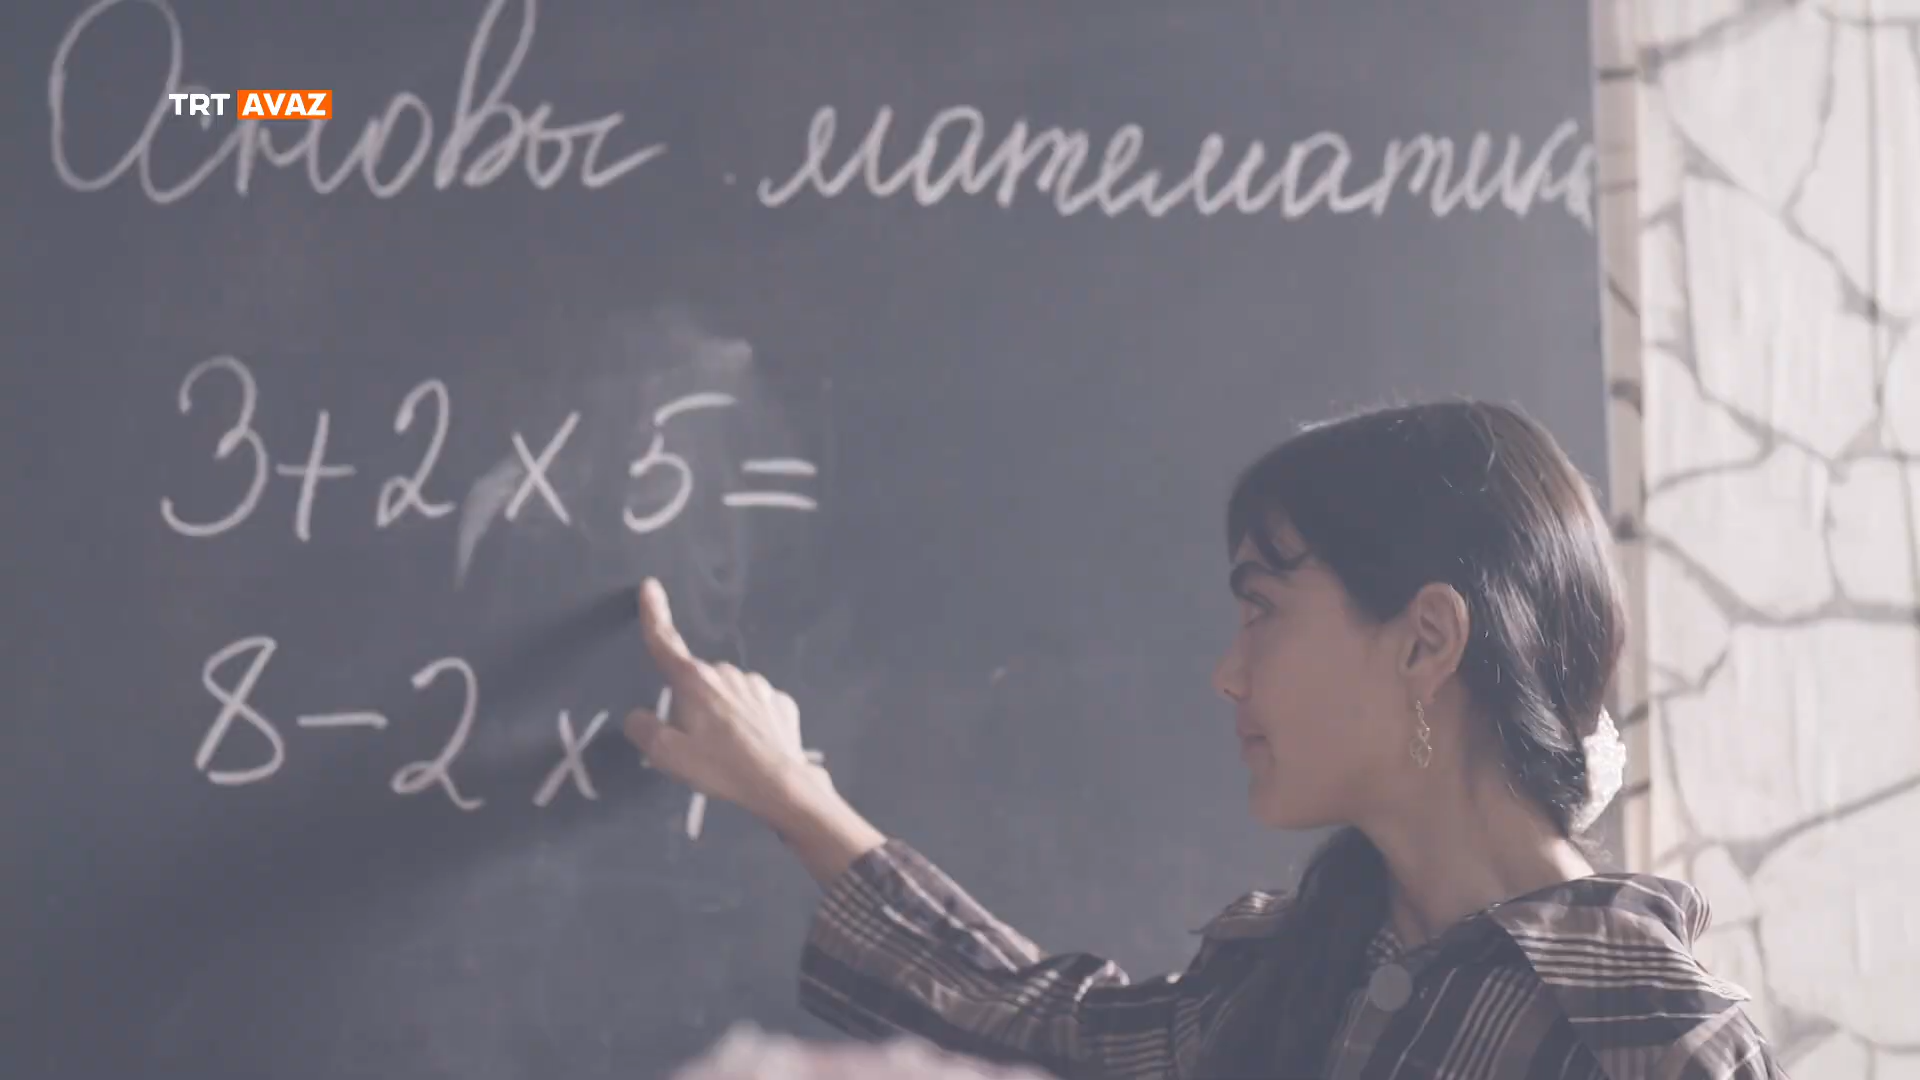 TRT AVAZ
Основы математики
3+2 x 5=
8-2 x